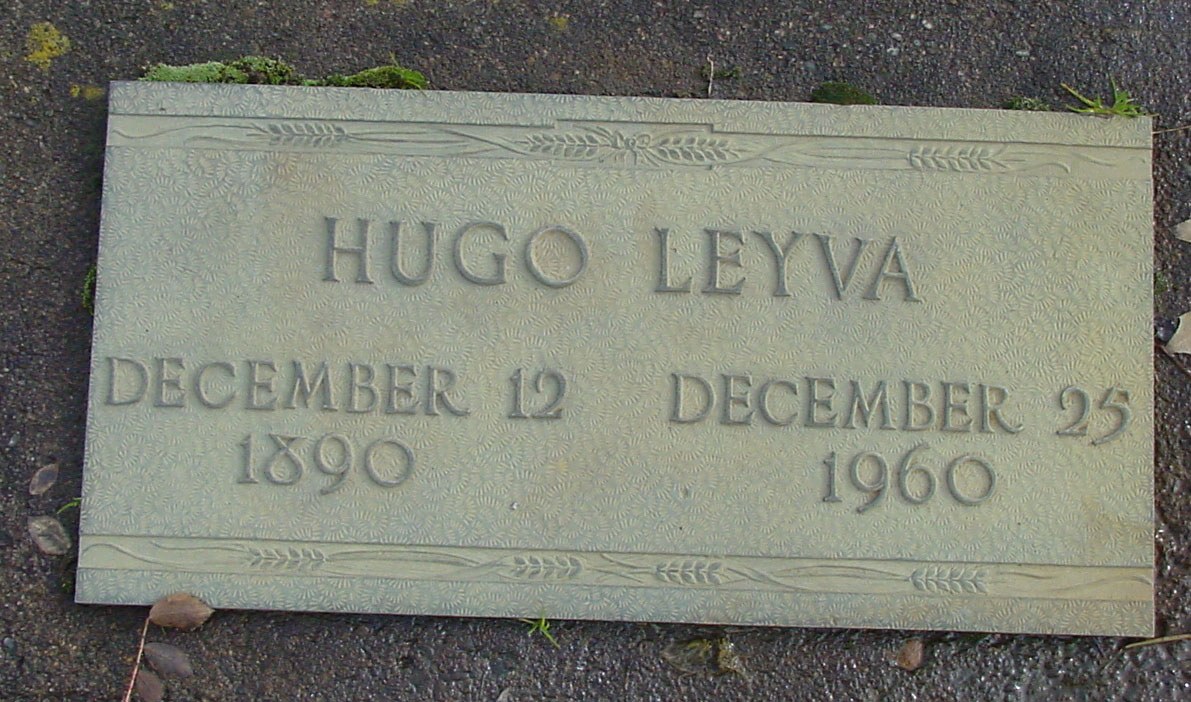 HUGO LEYVA
DECEMBER 12 DECEMBER 25
1890 1960